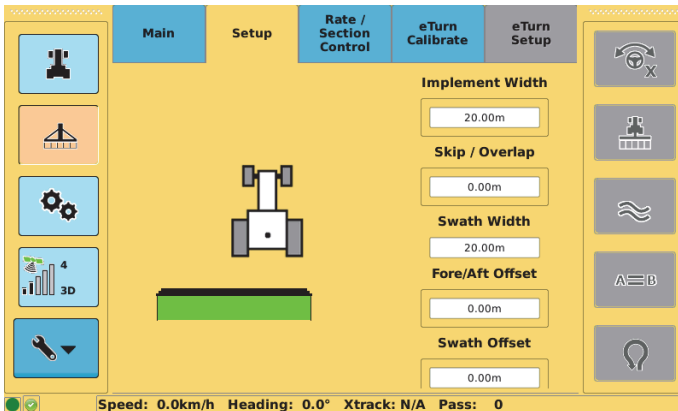 Main
Setup
Rate /
Section
Control
eTurn
Calibrate
eTurn
Setup
Implement Width
20.00m
Skip / Overlap
0.00m
Swath Width
20.00m
Fore/Aft Offset
0.00m
Swath Offset
0.00m
4
3D
X
A B
Speed: 0.0km/h Heading: 0.0° Xtrack: N/A Pass: 0